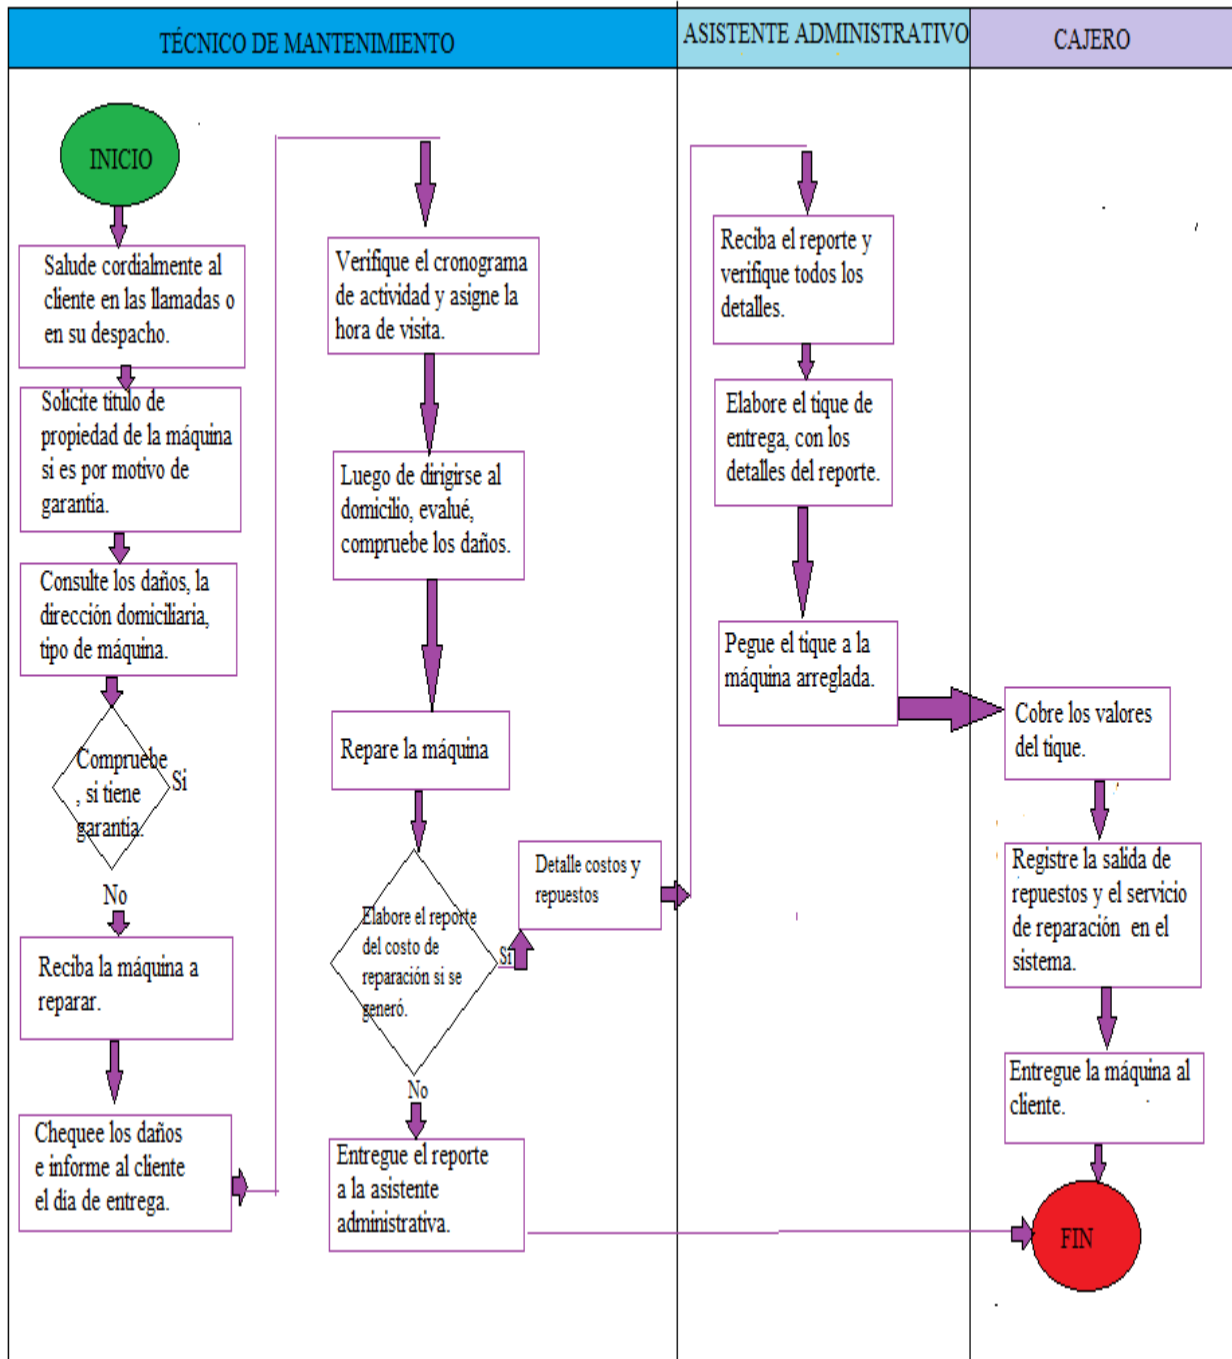 TÉCNICO DE MANTENIMIENTO
ASISTENTE ADMINISTRATIVO
CAJERO
INICIO
Salude cordialmente al
cliente en las llamadas o
en su despacho.
Solicite titulo de
propiedad de la máquina
si es por motivo de
garantía.
Consulte los daños, la
dirección domiciliaria,
tipo de máquina.
Compruebe
, si tiene
garantía.
Si
No
Reciba la máquina a
reparar.
Chequee los daños
e informe al cliente
el día de entrega.
Verifique el cronograma
de actividad y asigne la
hora de visita.
Luego de dirigirse al
domicilio, evalué,
compruebe los daños.
Repare la máquina
Elabore el reporte
del costo de
reparación si se
generó.
Si
No
Detalle costos y
repuestos
Entregue el reporte
a la asistente
administrativa.
Reciba el reporte y
verifique todos los
detalles.
Elabore el tique de
entrega, con los
detalles del reporte.
Pegue el tique a la
máquina arreglada.
Cobre los valores
del tique.
Registre la salida de
repuestos y el servicio
de reparación en el
sistema.
Entregue la máquina al
cliente.
FIN